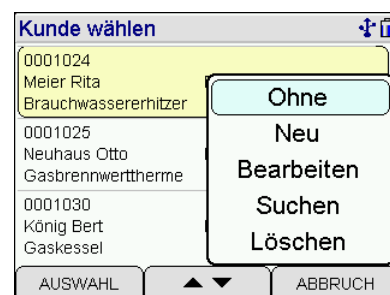 Kunde wählen
0001024
Meier Rita
Brauchwassererhitzer
0001025
Neuhaus Otto
Gasbrennwerttherme
0001030
König Bert
Gaskessel
Ohne
Neu
Bearbeiten
Suchen
Löschen
AUSWAHL
ABBRUCH